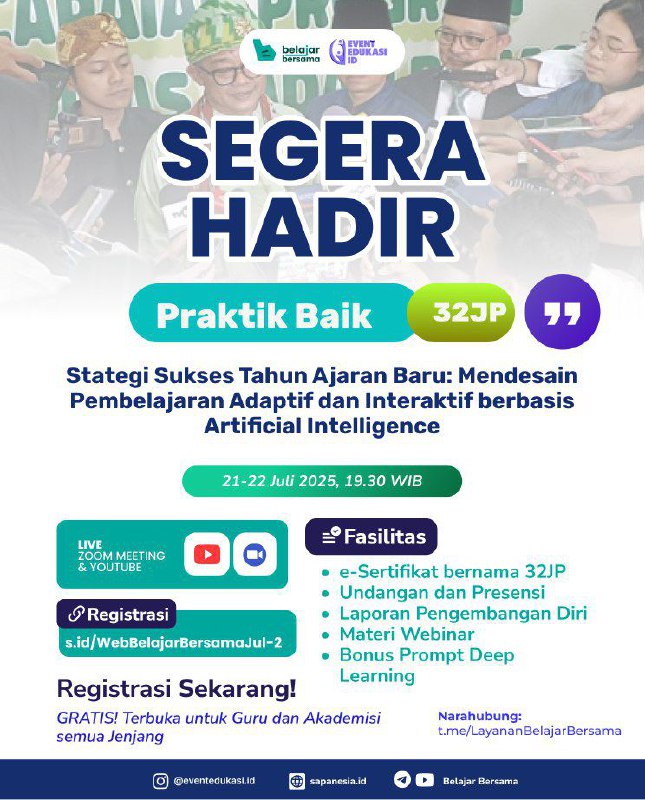 belajar
bersama
EVENT
EDUKASI
ID
SEGERA
HADIR
Praktik Baik
32JP
Stategi Sukses Tahun Ajaran Baru: Mendesain
Pembelajaran Adaptif dan Interaktif berbasis
Artificial Intelligence
21-22 Juli 2025, 19.30 WIB
LIVE
ZOOM MEETING
& YOUTUBE
Registrasi
s.id/WebBelajarBersamaJul-2
Fasilitas
• e-Sertifikat bernama 32JP
• Undangan dan Presensi
• Laporan Pengembangan Diri
• Materi Webinar
• Bonus Prompt Deep
Learning
Registrasi Sekarang!
GRATIS! Terbuka untuk Guru dan Akademisi
semua Jenjang
Narahubung:
t.me/LayananBelajarBersama
@eventedukasi.id
sapanesia.id
Belajar Bersama